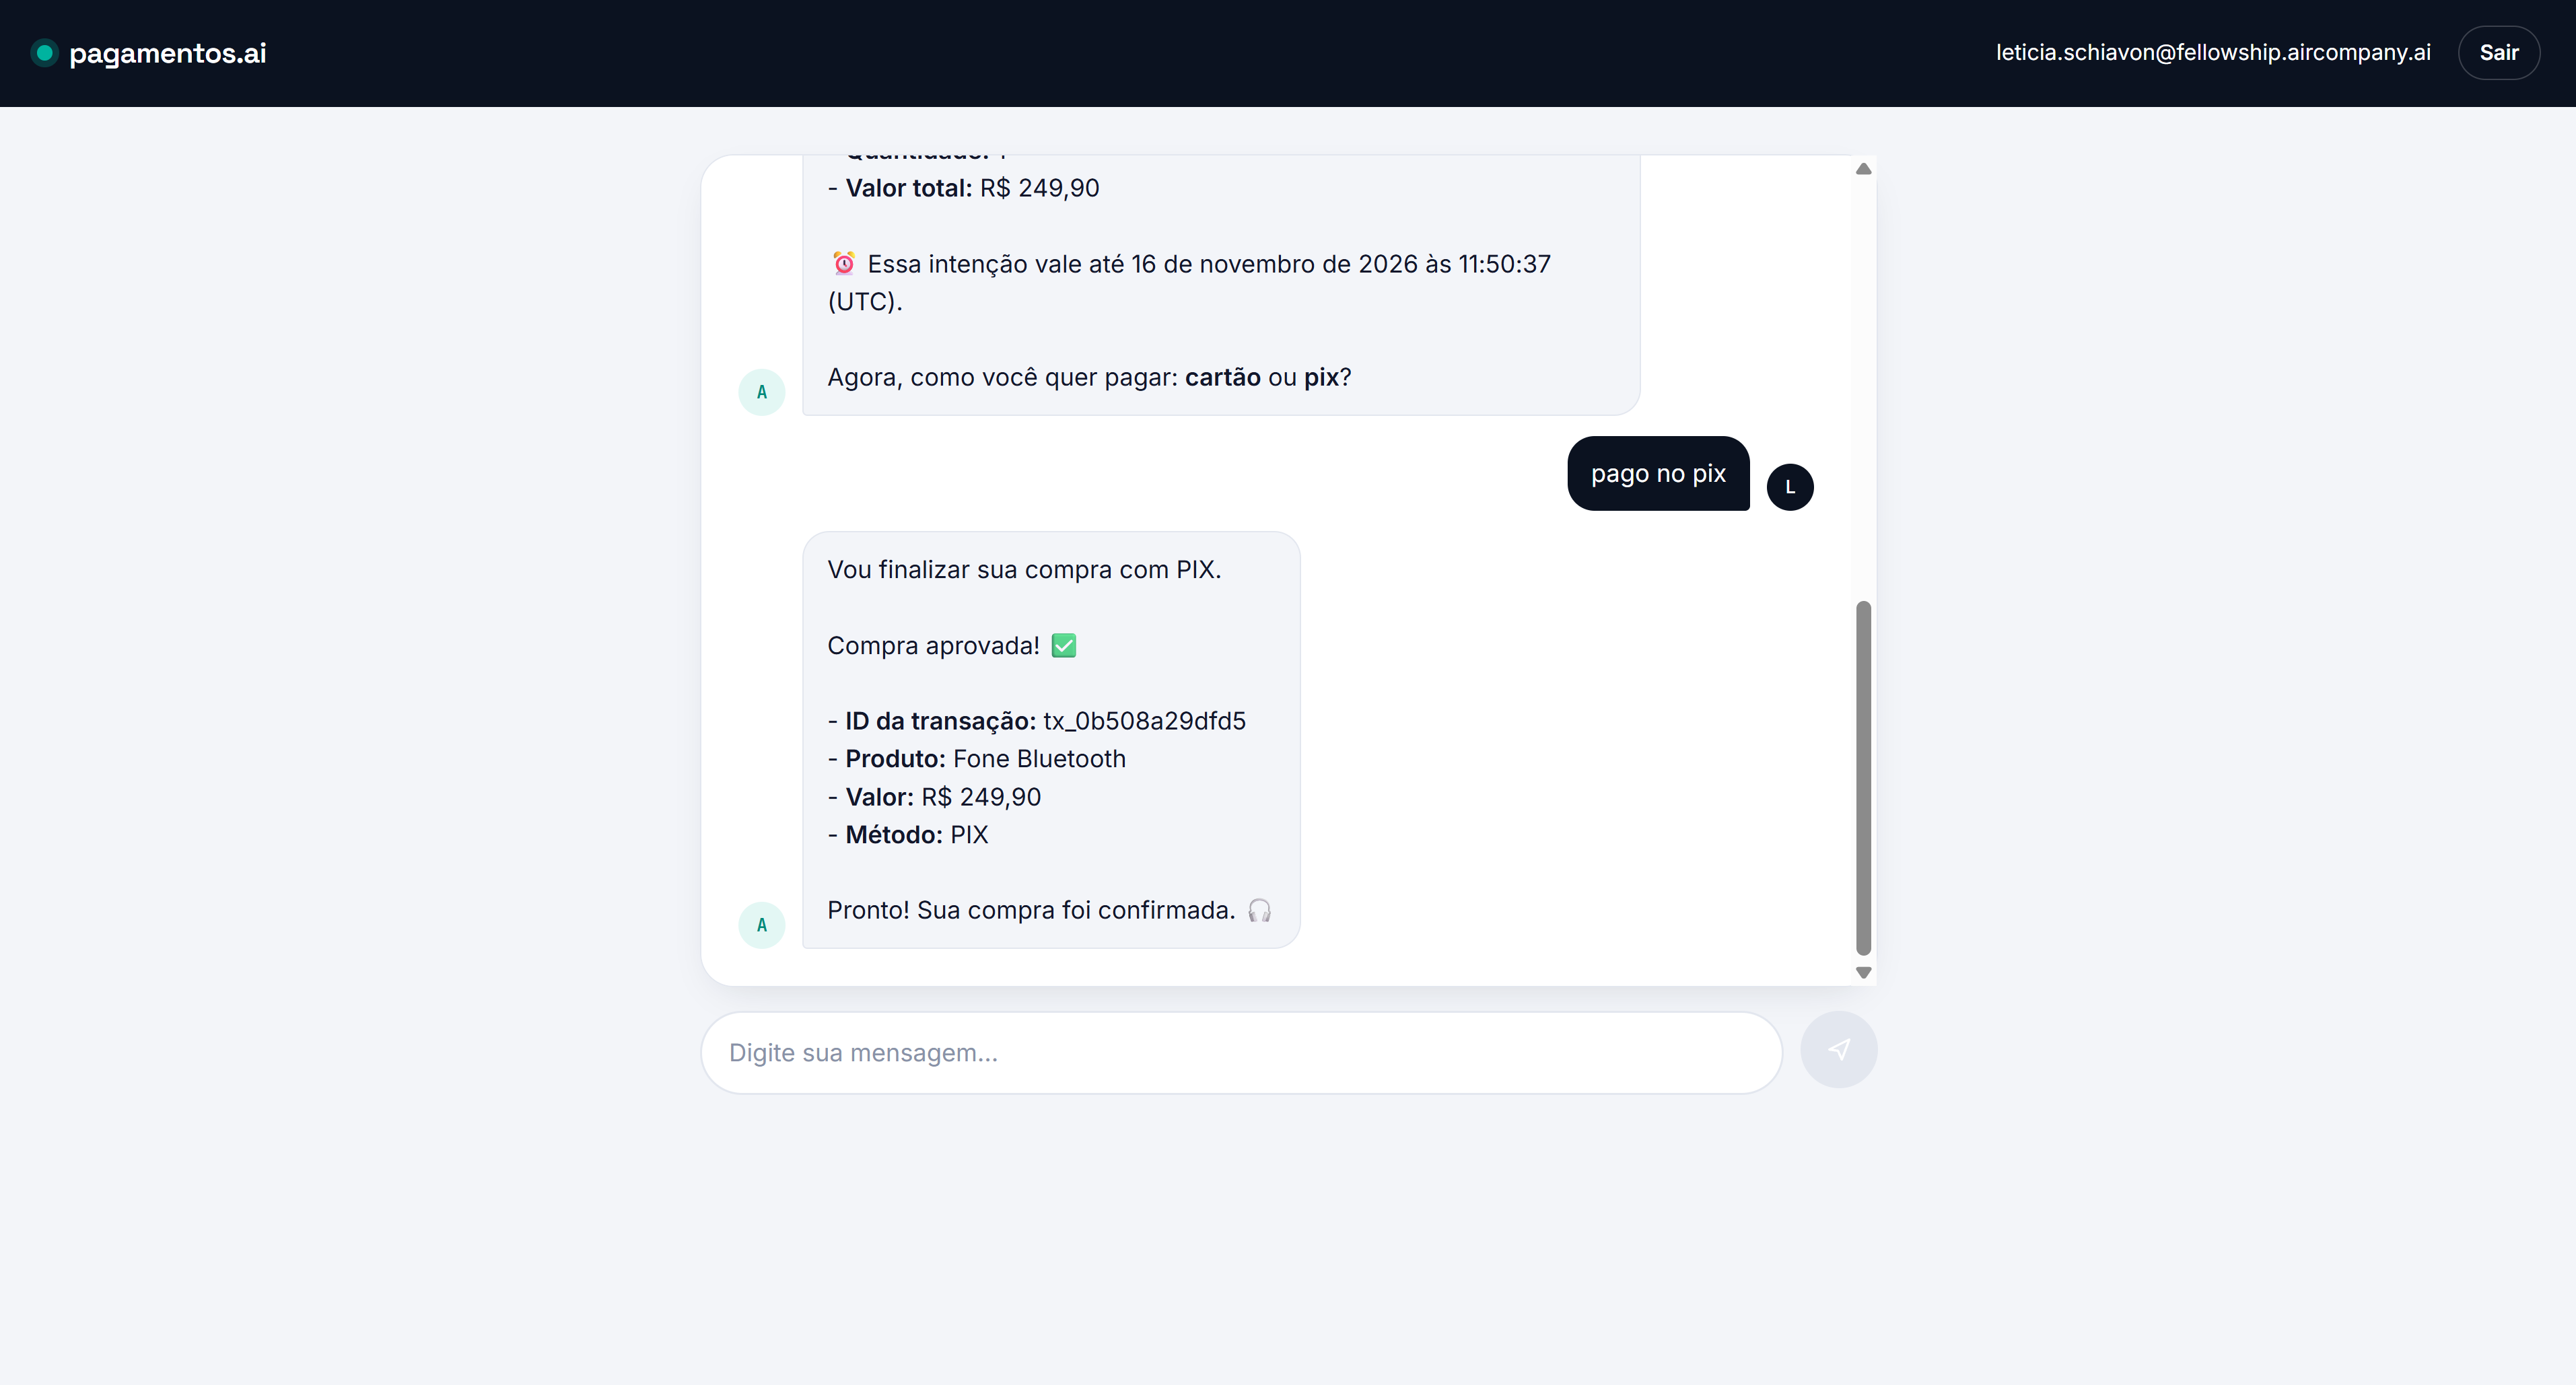 pagamentos.ai
leticia.schiavon@fellowship.aircompany.ai
Sair
- Quantidade: 1
- Valor total: R$ 249,90
⏰ Essa intenção vale até 16 de novembro de 2026 às 11:50:37
(UTC).
Agora, como você quer pagar: cartão ou pix?
A
pago no pix
L
Vou finalizar sua compra com PIX.
Compra aprovada! ✅
- ID da transação: tx_0b508a29dfd5
- Produto: Fone Bluetooth
- Valor: R$ 249,90
- Método: PIX
Pronto! Sua compra foi confirmada. 🎧
A
Digite sua mensagem...